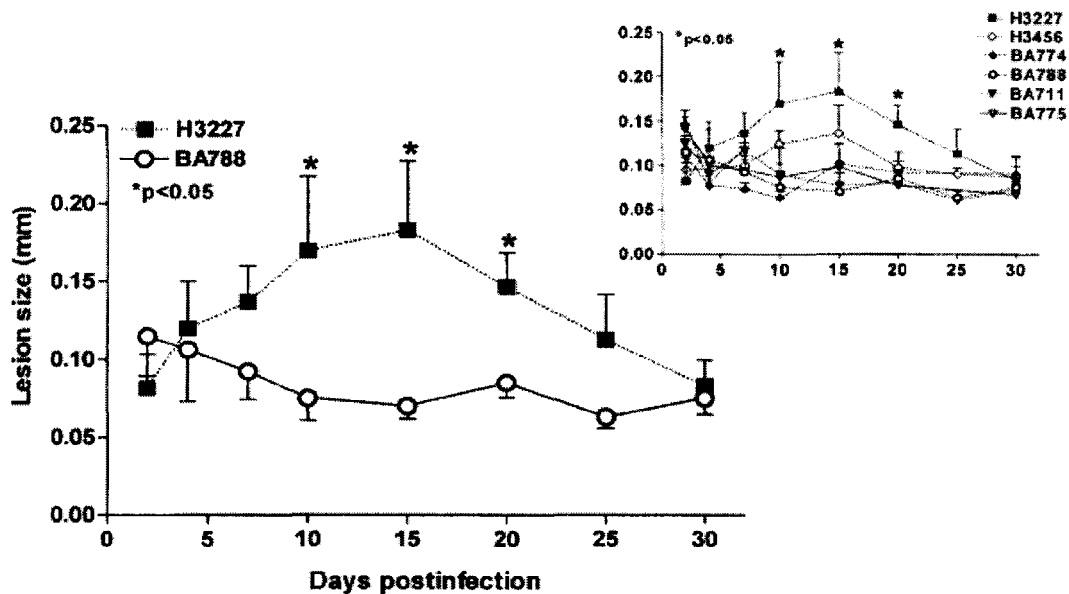 H3227
H3456
BA774
BA788
BA711
BA775
*p<0.05
* * *
0.25
0.20
0.15
0.10
0.05
0.00
0 5 10 15 20 25 30
H3227
BA788
*p<0.05
* * *
0.25
0.20
0.15
0.10
0.05
0.00
Lesion size (mm)
0 5 10 15 20 25 30
Days postinfection